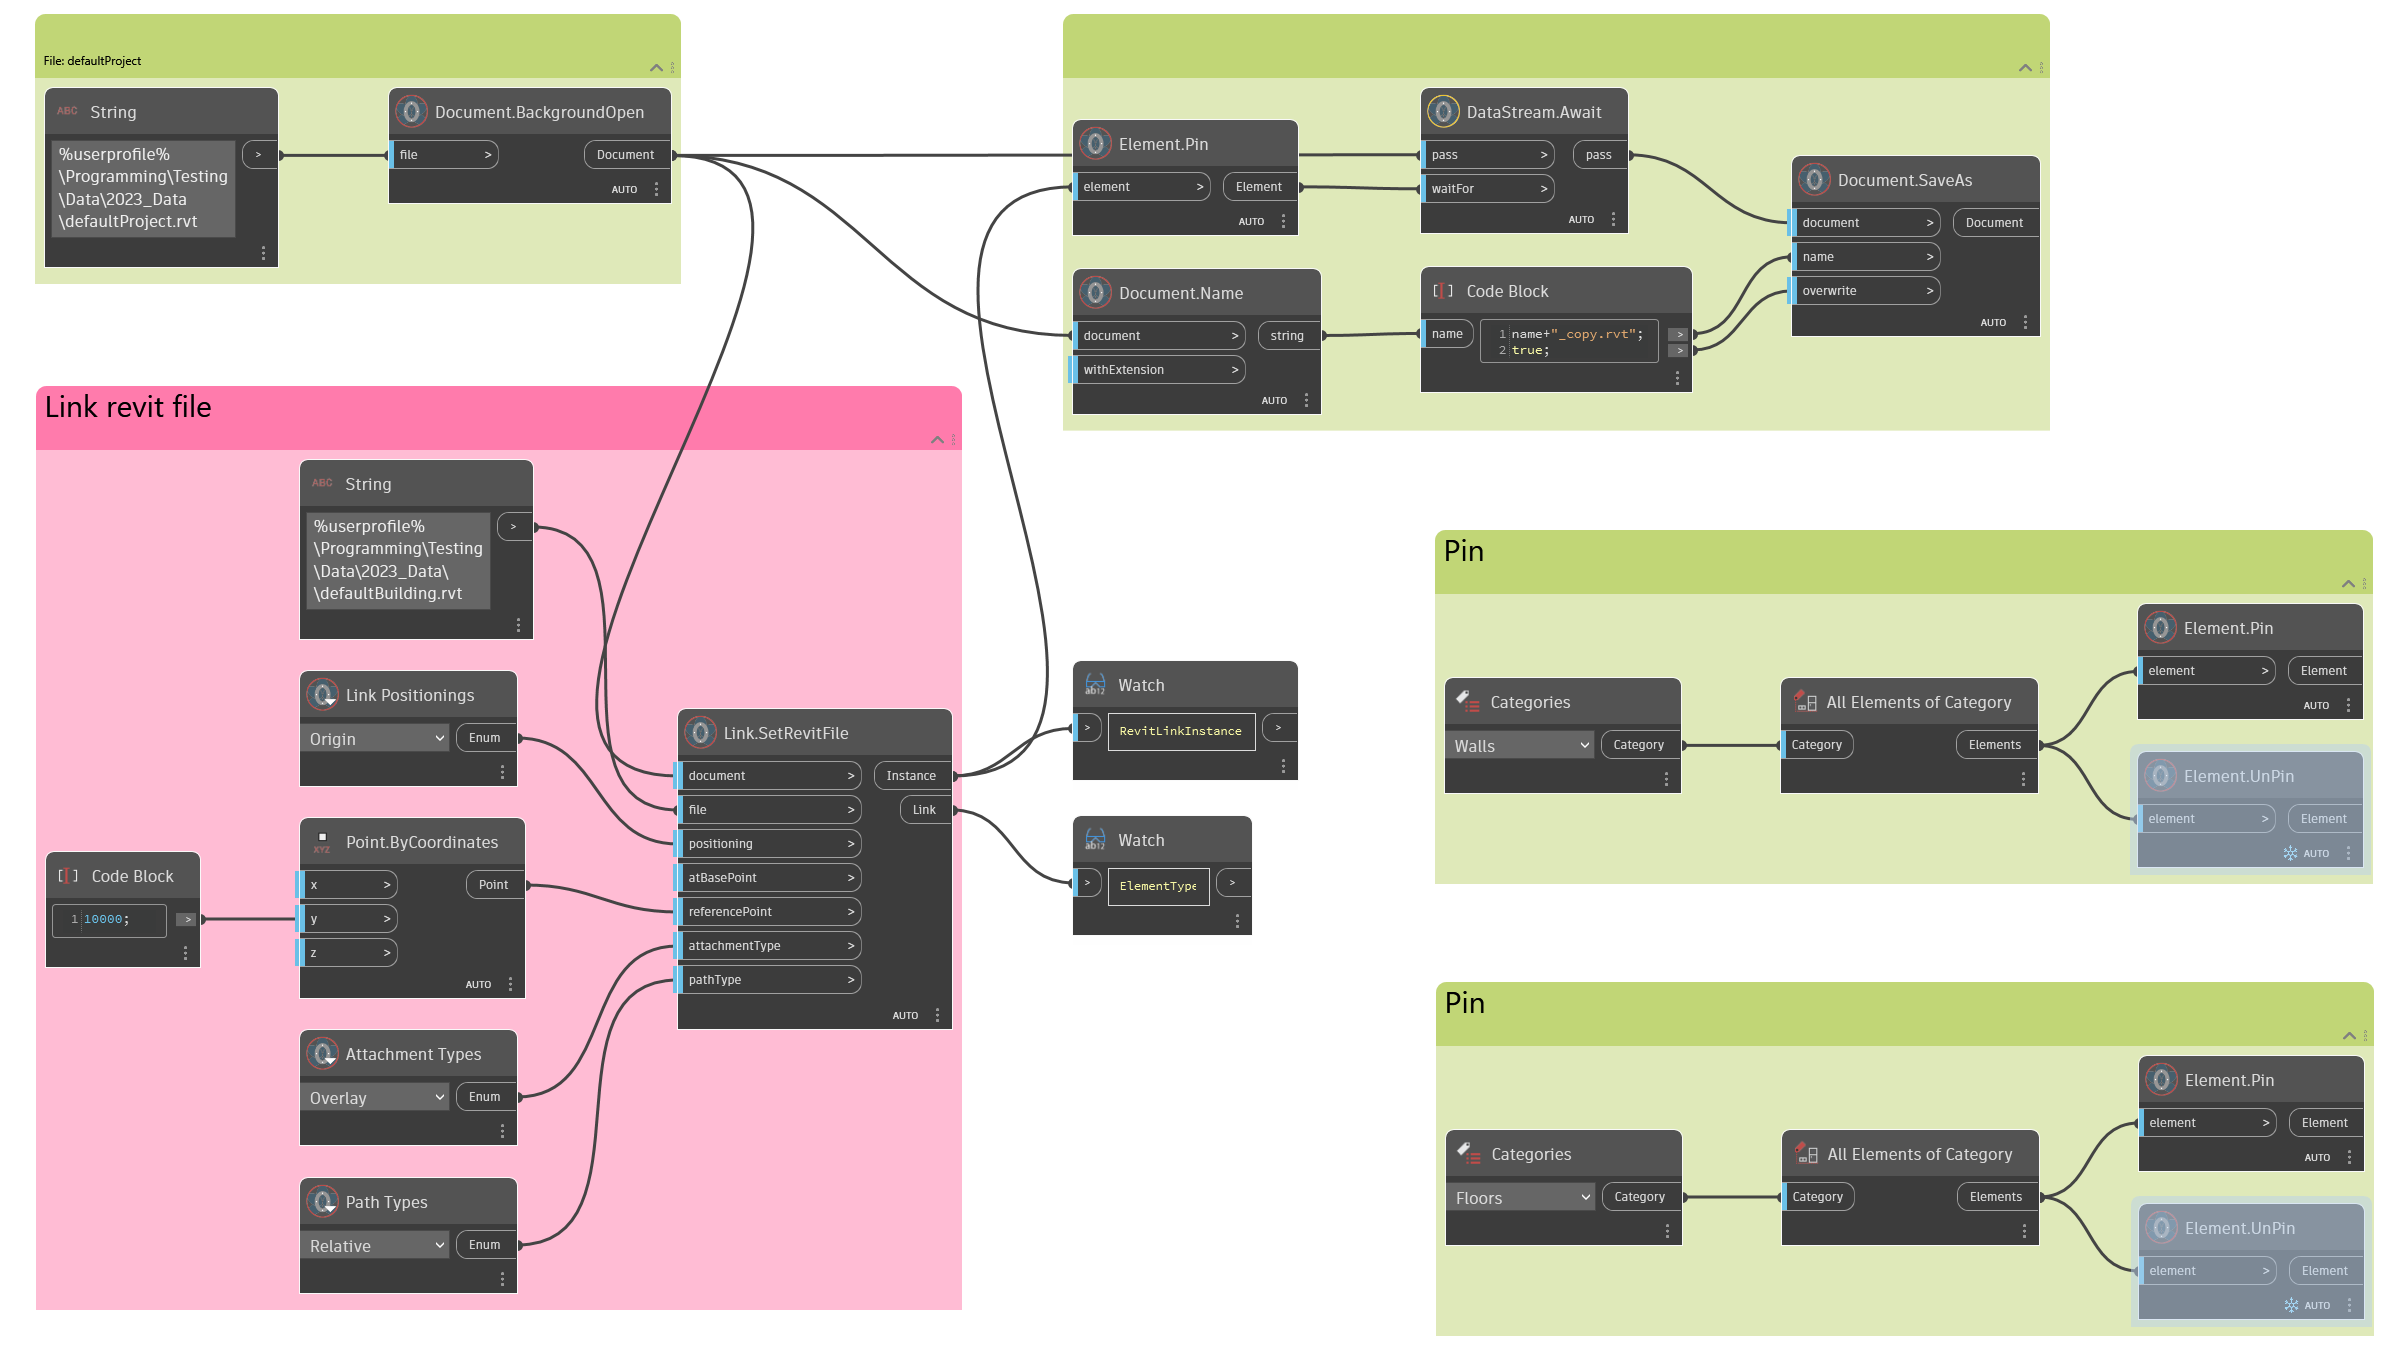 File: defaultProject
String
%userprofile%
\Programming\Testing
\Data\2023_Data
\defaultProject.rvt
>
Document.BackgroundOpen
file >
Document
AUTO
Element.Pin
element >
Element
AUTO
DataStream.Await
pass >
pass
waitFor >
AUTO
Document.Name
document >
string
withExtension >
AUTO
Code Block
name
1 name+"_copy.rvt";
2 true;
>
>
Document.SaveAs
document >
Document
name >
overwrite >
AUTO
Link revit file
String
%userprofile%
\Programming\Testing
\Data\2023_Data\
\defaultBuilding.rvt
>
Link Positionings
Origin
Enum
Code Block
1 10000;
>
Point.ByCoordinates
x >
Point
y >
z >
AUTO
Attachment Types
Overlay
Enum
Path Types
Relative
Enum
Link.SetRevitFile
document >
Instance
file >
Link
positioning >
atBasePoint >
referencePoint >
attachmentType >
pathType >
AUTO
Watch
>
RevitLinkInstance
>
Watch
>
ElementType
>
Pin
Categories
Walls
Category
All Elements of Category
Category
Elements
Element.Pin
element >
Element
AUTO
Element.UnPin
element >
Element
AUTO
Pin
Categories
Floors
Category
All Elements of Category
Category
Elements
Element.Pin
element >
Element
AUTO
Element.UnPin
element >
Element
AUTO